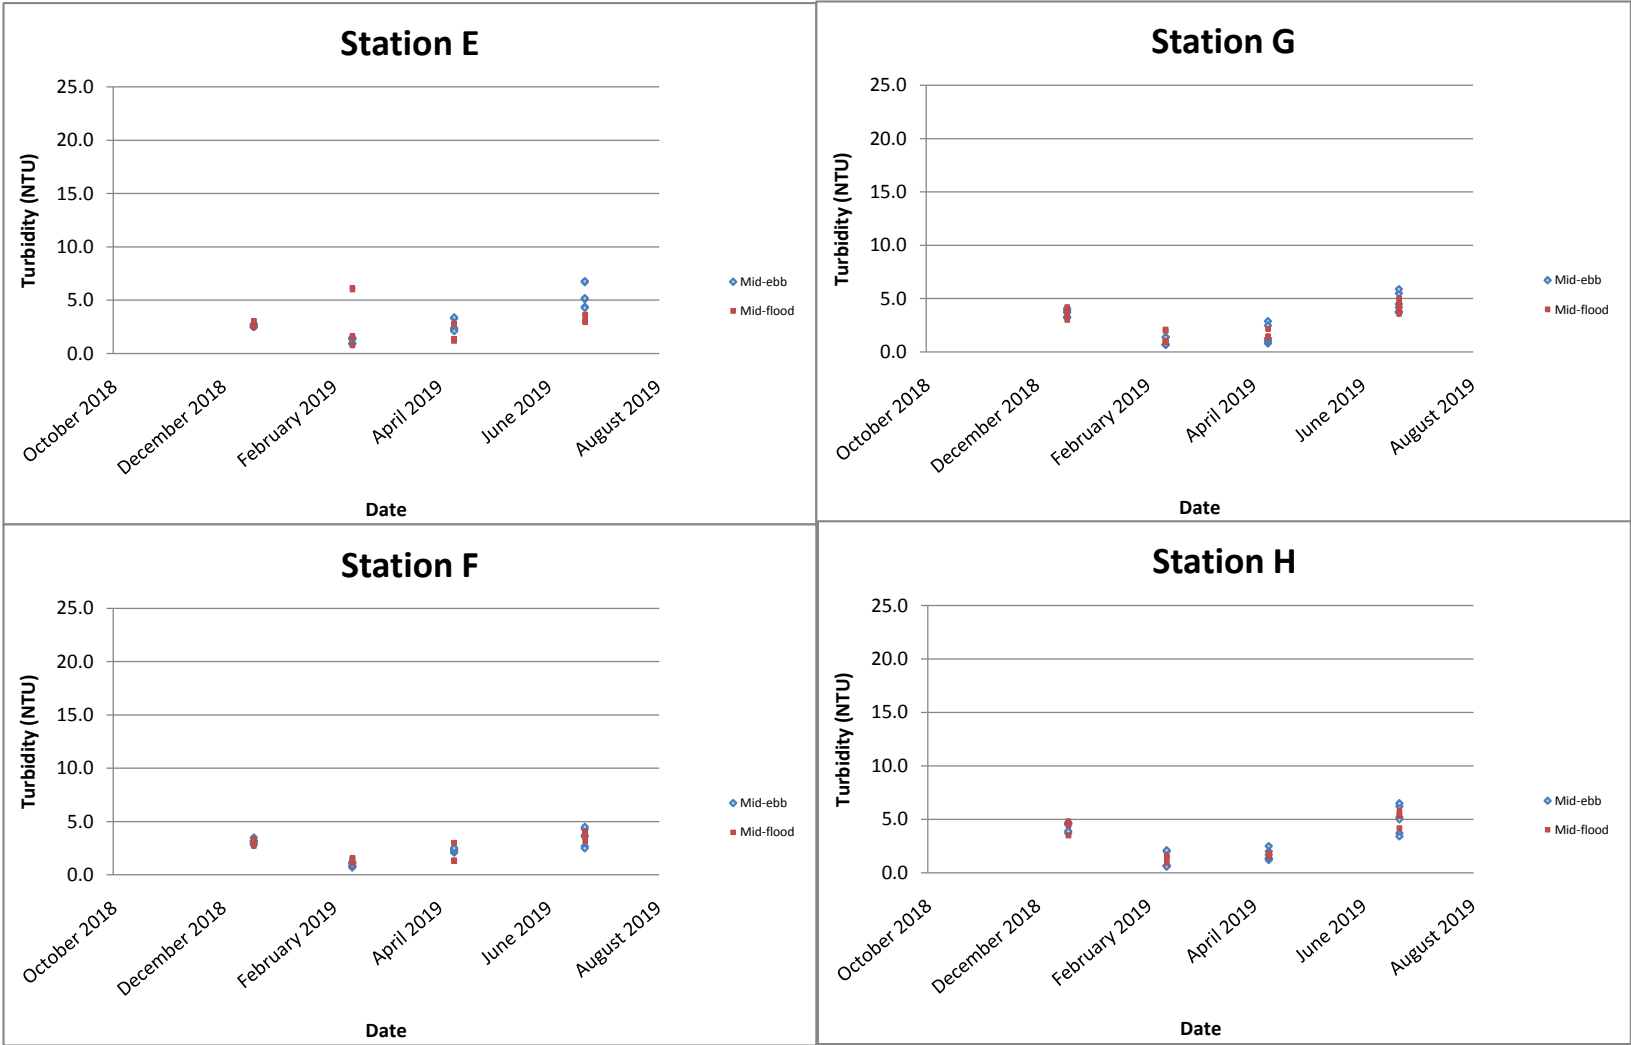 Station E
25.0
20.0
15.0
10.0
5.0
0.0
Turbidity (NTU)
October 2018
December 2018
February 2019
April 2019
June 2019
August 2019
Date
Mid-ebb
Mid-flood
Station G
25.0
20.0
15.0
10.0
5.0
0.0
Turbidity (NTU)
October 2018
December 2018
February 2019
April 2019
June 2019
August 2019
Date
Mid-ebb
Mid-flood
Station F
25.0
20.0
15.0
10.0
5.0
0.0
Turbidity (NTU)
October 2018
December 2018
February 2019
April 2019
June 2019
August 2019
Date
Mid-ebb
Mid-flood
Station H
25.0
20.0
15.0
10.0
5.0
0.0
Turbidity (NTU)
October 2018
December 2018
February 2019
April 2019
June 2019
August 2019
Date
Mid-ebb
Mid-flood